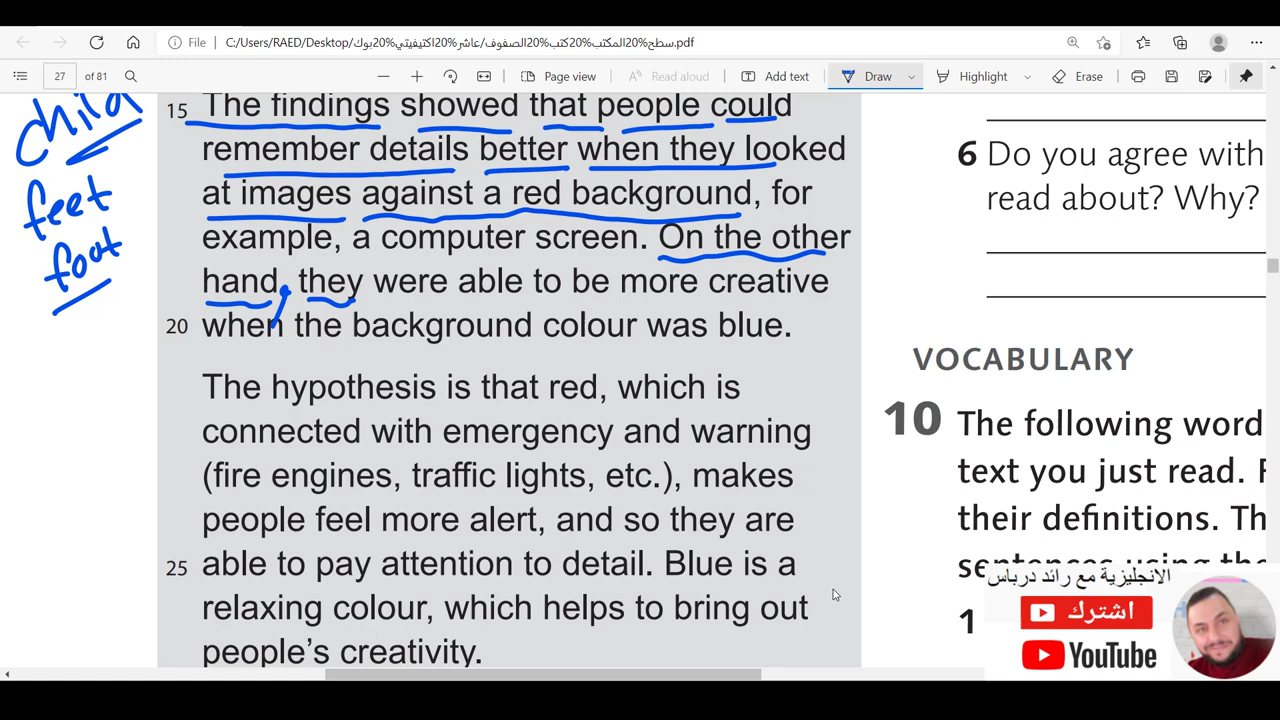 File
C:/Users/RAED/Desktop/سطح%20المكتب%20كتب%20الصفوف/عاشر%20اكتيفيتي%20بوك.pdf
27 of 81
Page view
Read aloud
Add text
Draw
Highlight
Erase
child
feet
foot
15 The findings showed that people could
remember details better when they looked
at images against a red background, for
example, a computer screen. On the other
hand, they were able to be more creative
20 when the background colour was blue.
The hypothesis is that red, which is
connected with emergency and warning
(fire engines, traffic lights, etc.), makes
people feel more alert, and so they are
25 able to pay attention to detail. Blue is a
relaxing colour, which helps to bring out
people's creativity.
6 Do you agree with
read about? Why?
VOCABULARY
10 The following word
text you just read. F
their definitions. Th
sentences using the
1
الانجليزية مع رائد درباس
اشترك
YouTube